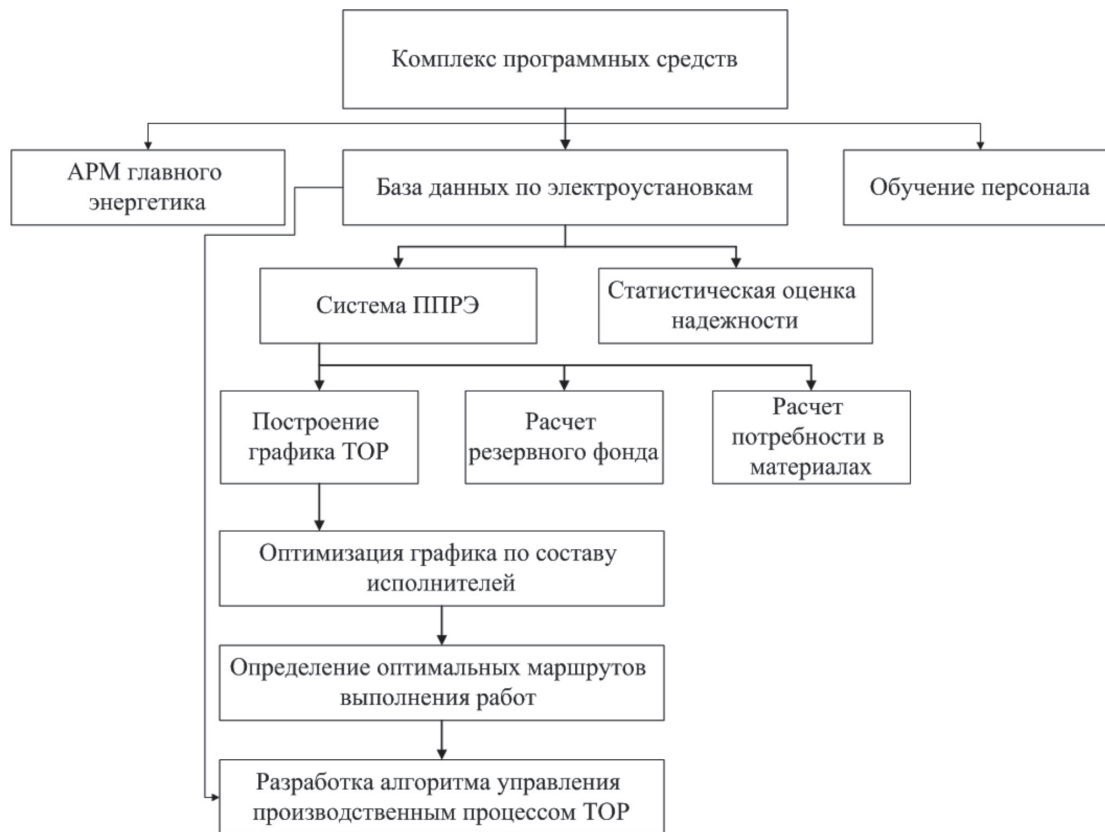 Комплекс программных средств
АРМ главного
энергетика
База данных по электроустановкам
Обучение персонала
Система ППРЭ
Статистическая оценка
надежности
Построение
графика ТОР
Расчет
резервного фонда
Расчет
потребности в
материалах
Оптимизация графика по составу
исполнителей
Определение оптимальных маршрутов
выполнения работ
Разработка алгоритма управления
производственным процессом ТОР